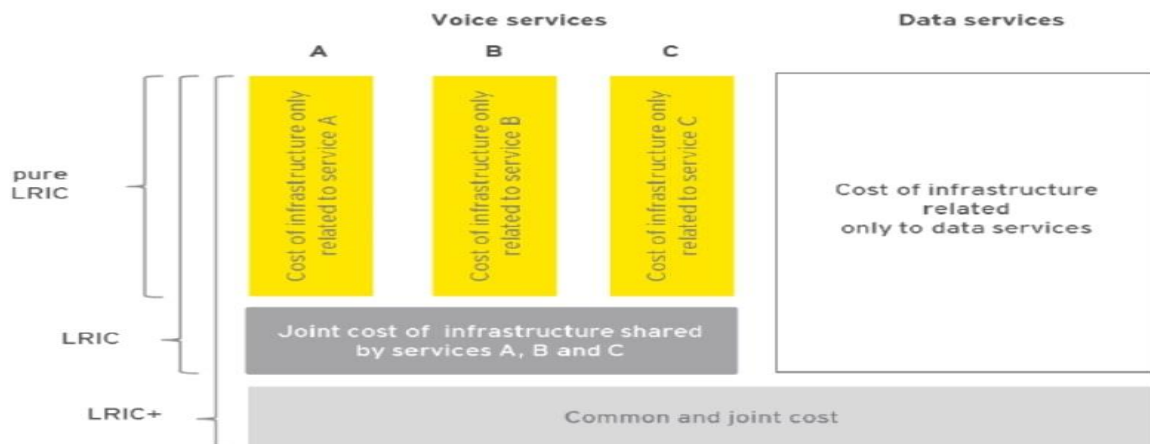 Voice services
Data services
A
B
C
Cost of infrastructure only
related to service A
Cost of infrastructure only
related to service B
Cost of infrastructure only
related to service C
pure
LRIC
Cost of infrastructure
related
only to data services
LRIC
Joint cost of infrastructure shared
by services A, B and C
LRIC+
Common and joint cost